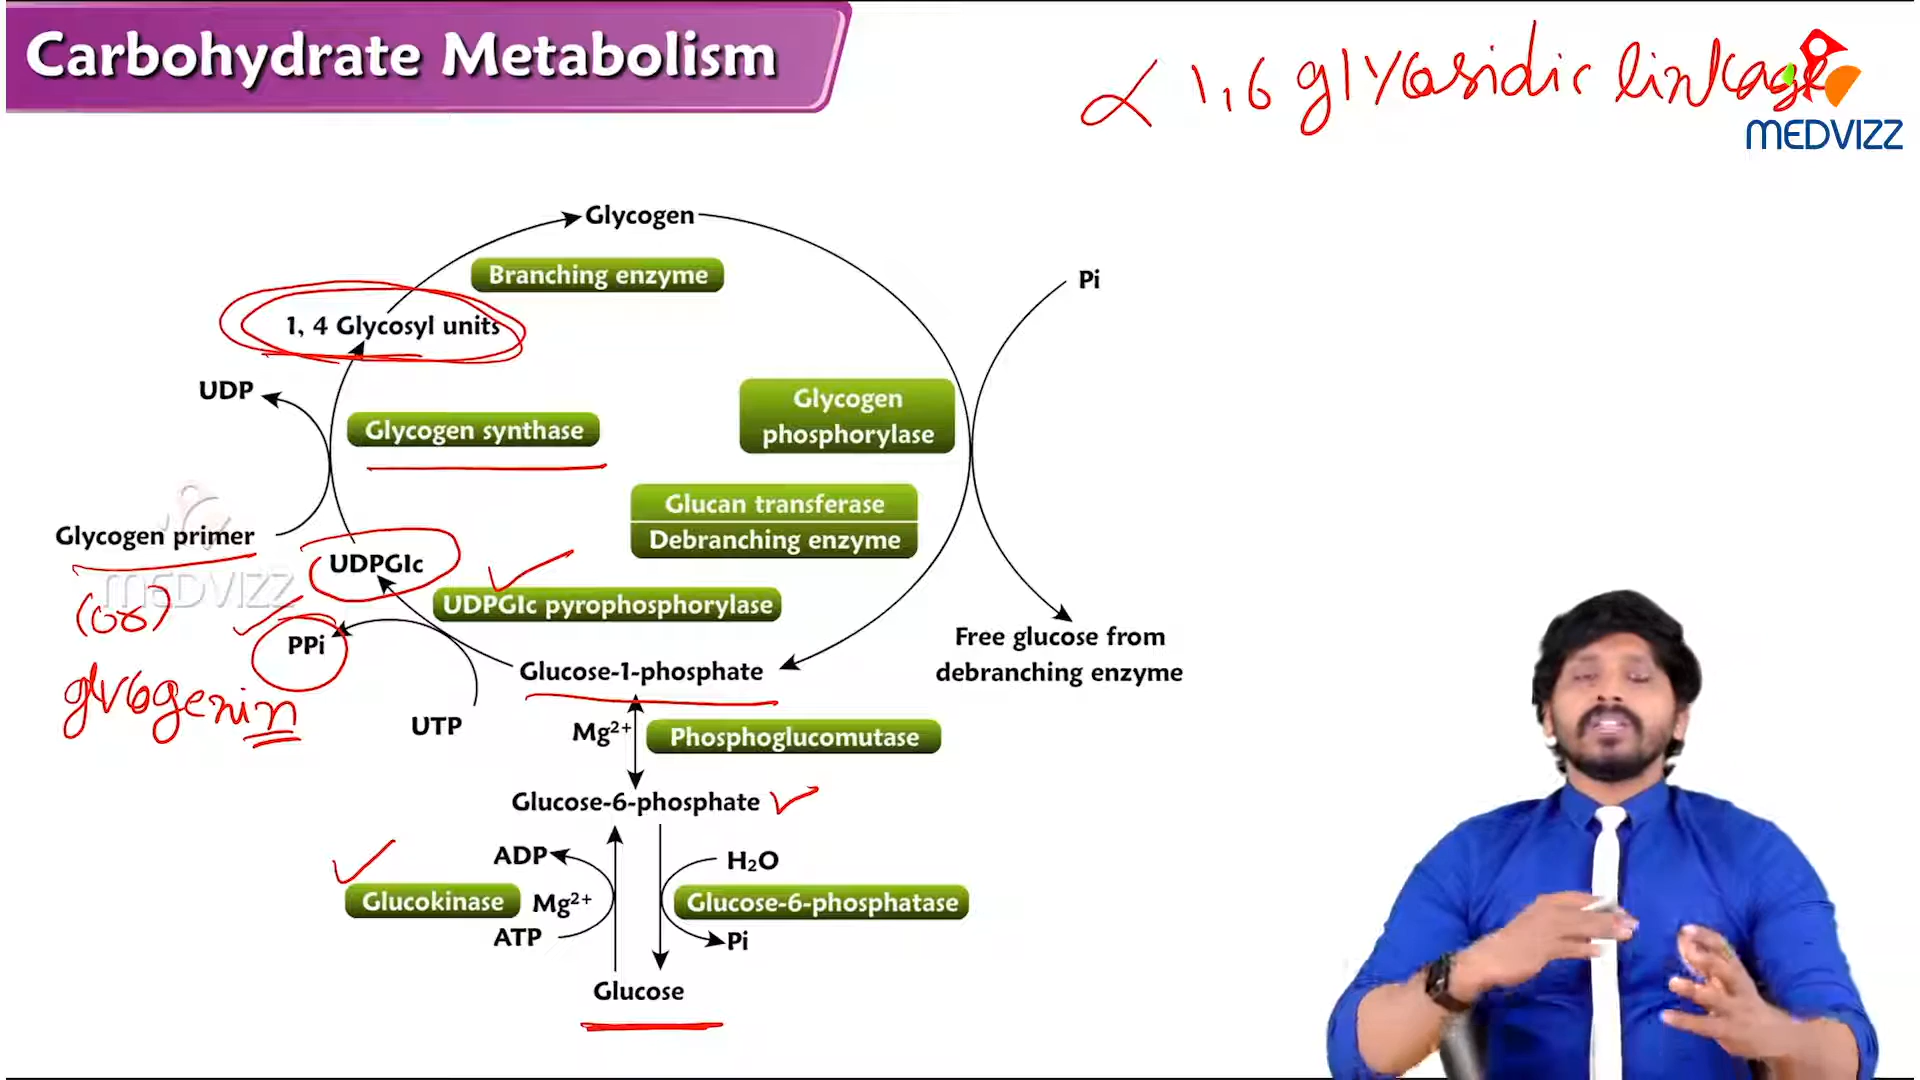 Carbohydrate Metabolism
α 1,6 glycosidic linkage
MEDVIZZ
Glycogen
Branching enzyme
Pi
1, 4 Glycosyl units
UDP
Glycogen synthase
Glycogen
phosphorylase
Glucan transferase
Debranching enzyme
Glycogen primer
UDPGlc
MEDVIZZ
(or)
UDPGlc pyrophosphorylase
PPi
Free glucose from
debranching enzyme
Glucose-1-phosphate
glycogenin
UTP
Mg2+
Phosphoglucomutase
Glucose-6-phosphate
ADP
H2O
Glucokinase
Mg2+
Glucose-6-phosphatase
ATP
Pi
Glucose